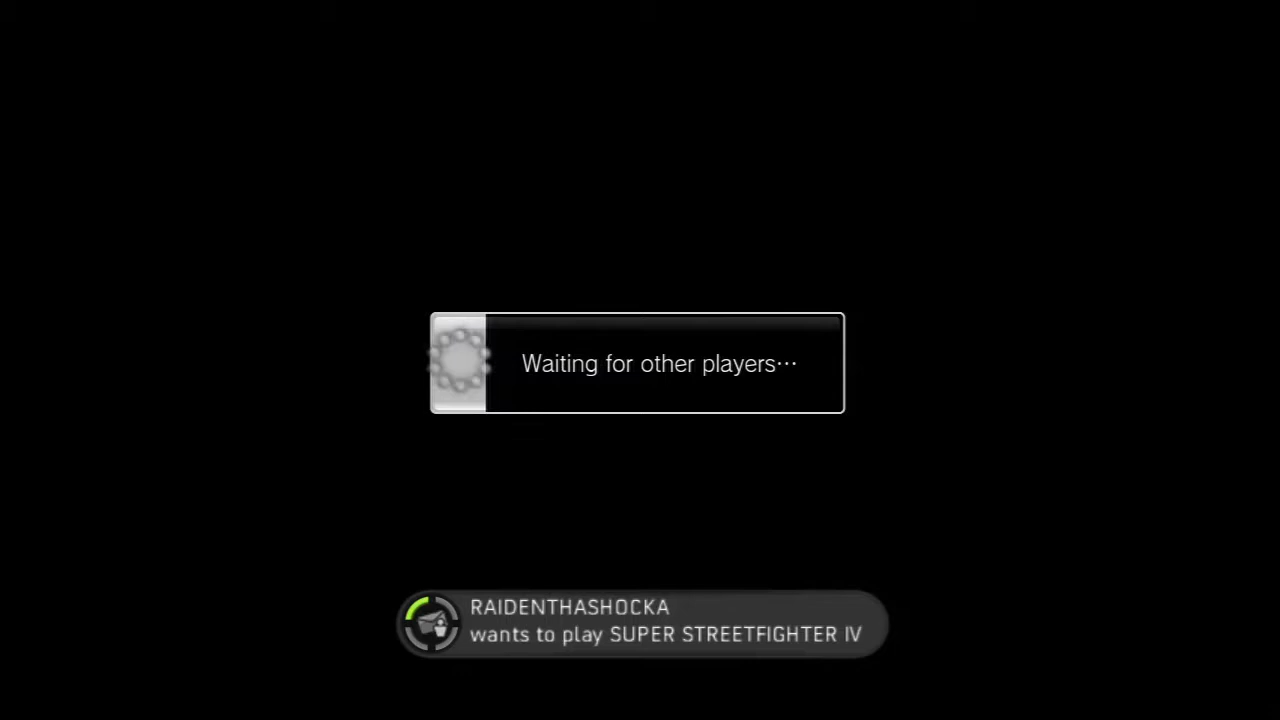 Waiting for other players…
RAIDENTHASHOCKA
wants to play SUPER STREETFIGHTER IV